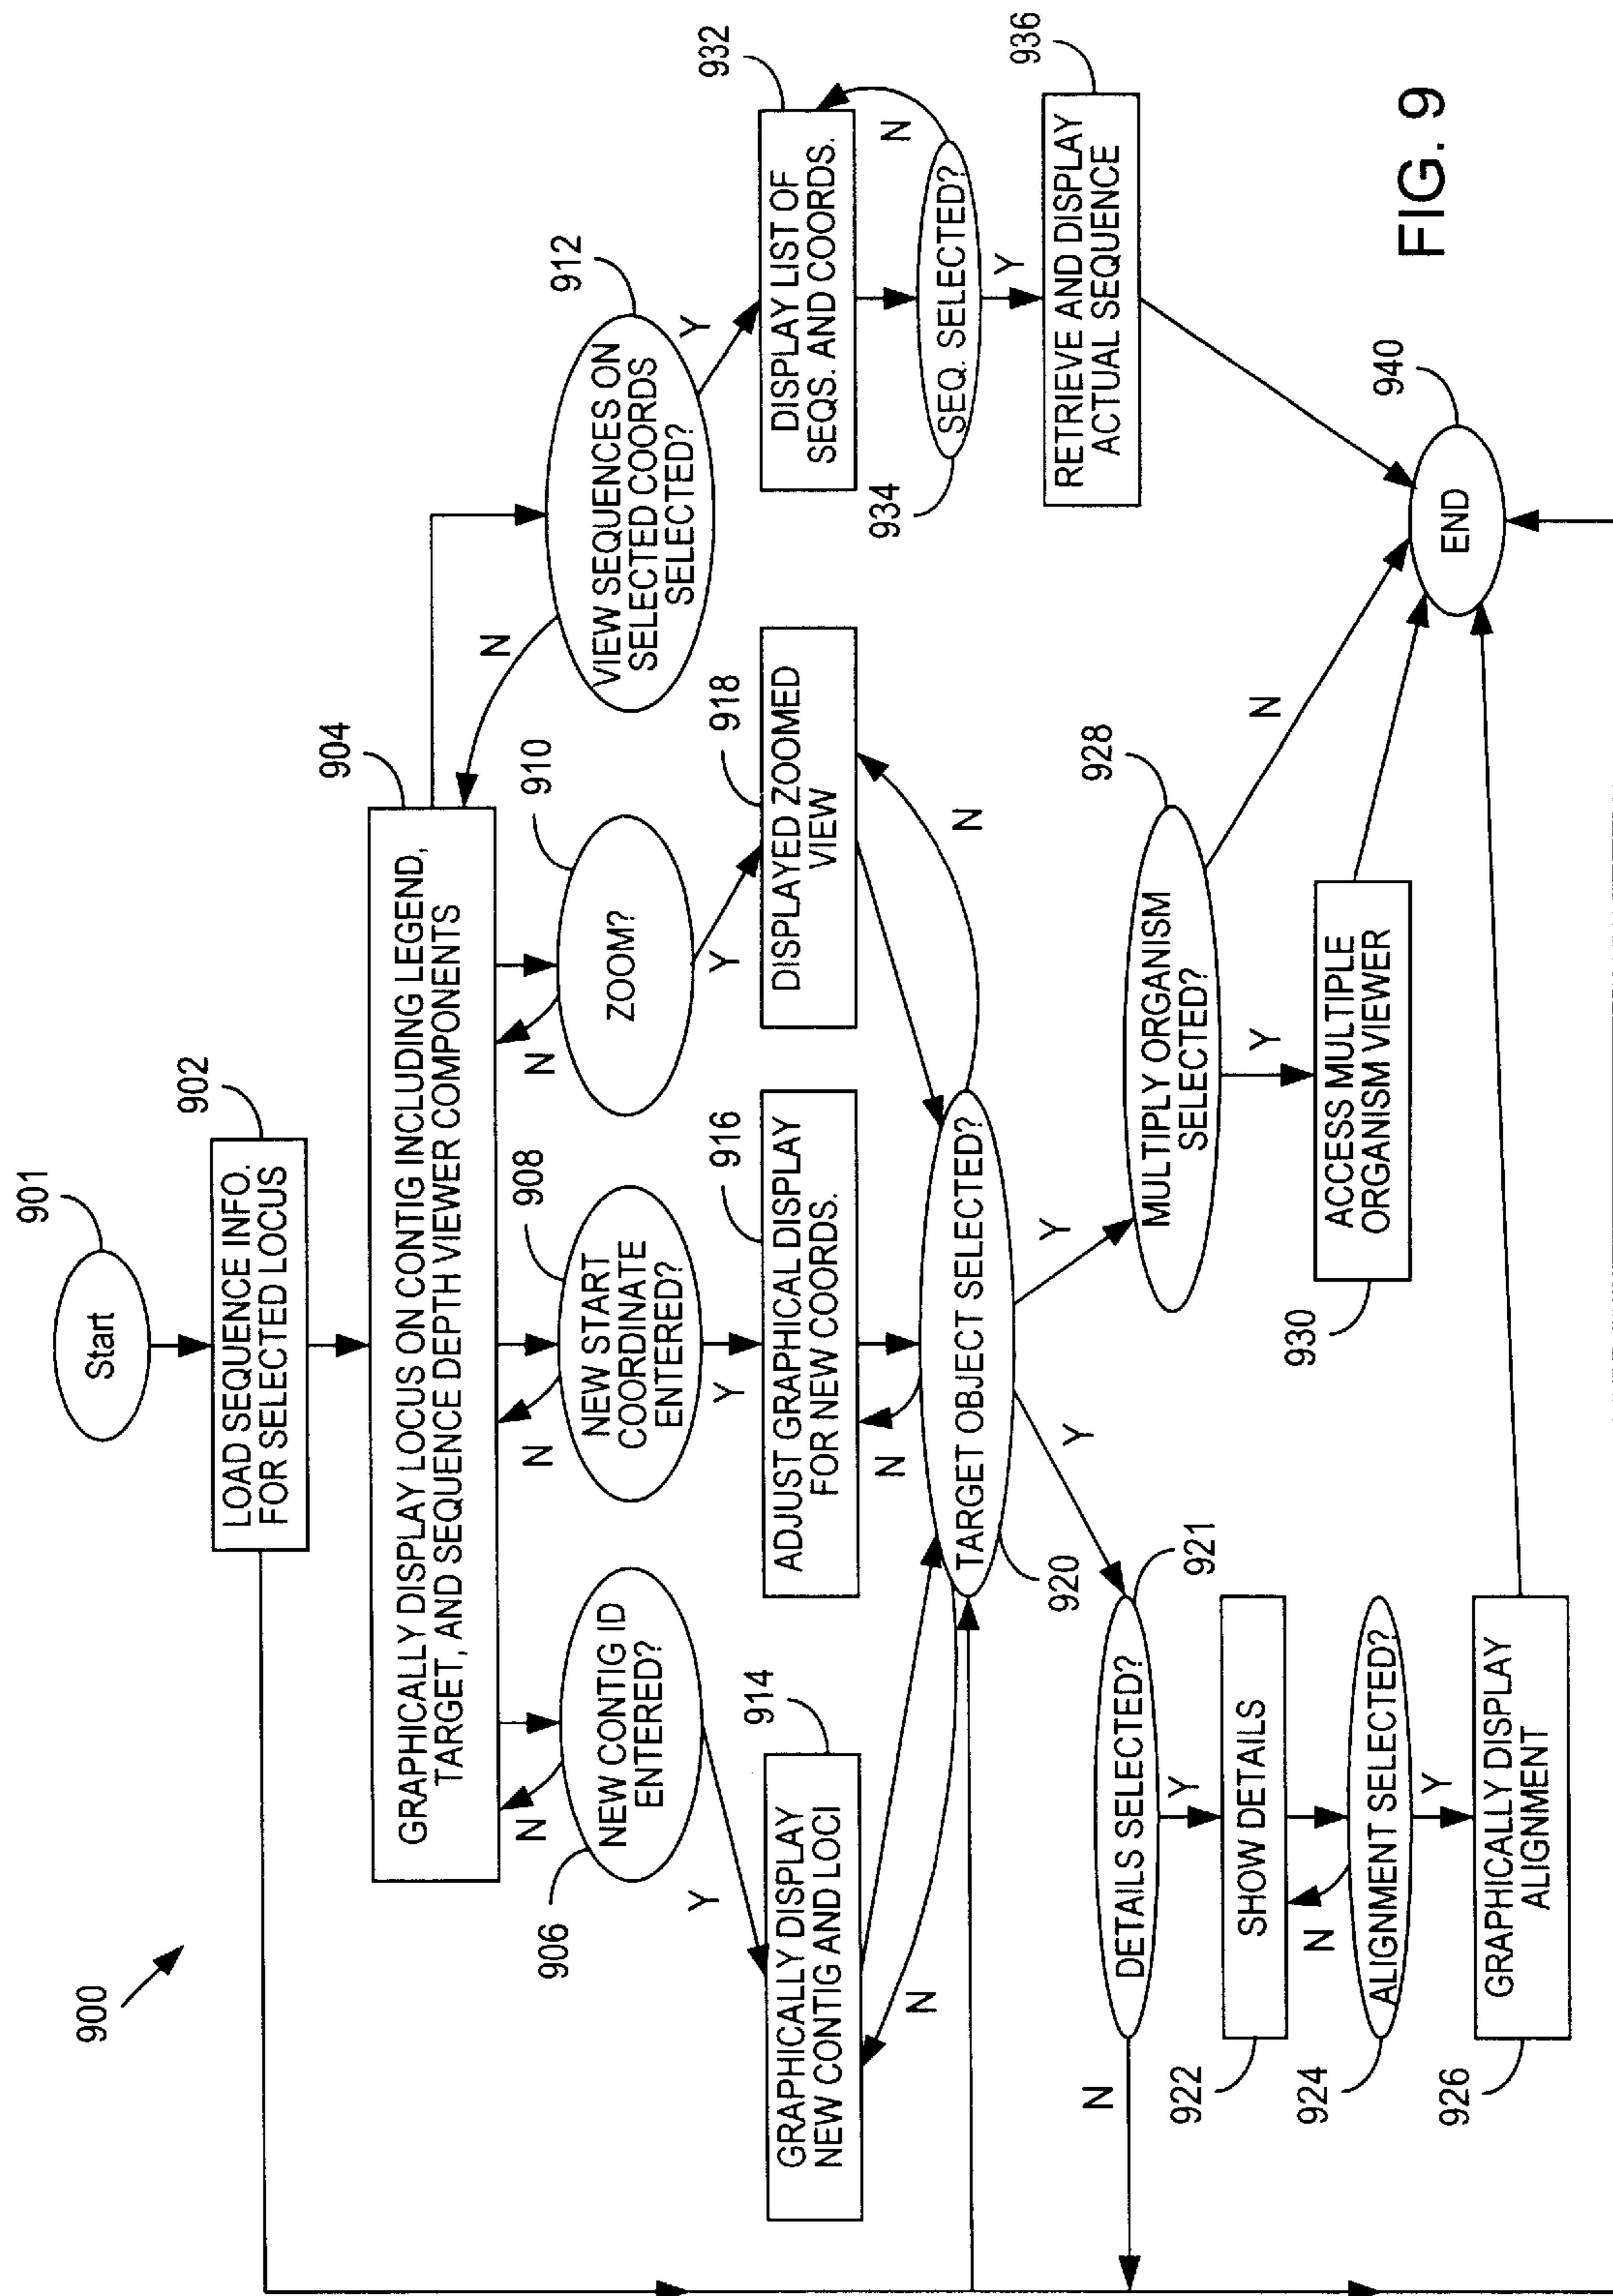 900
901
Start
902
LOAD SEQUENCE INFO.
FOR SELECTED LOCUS
904
GRAPHICALLY DISPLAY LOCUS ON CONTIG INCLUDING LEGEND,
TARGET, AND SEQUENCE DEPTH VIEWER COMPONENTS
N
N
N
N
906
NEW CONTIG ID
ENTERED?
908
NEW START
COORDINATE
ENTERED?
910
ZOOM?
912
VIEW SEQUENCES ON
SELECTED COORDS
SELECTED?
Y
Y
Y
Y
914
GRAPHICALLY DISPLAY
NEW CONTIG AND LOCI
916
ADJUST GRAPHICAL DISPLAY
FOR NEW COORDS.
918
DISPLAYED ZOOMED
VIEW
932
DISPLAY LIST OF
SEQS. AND COORDS.
N
N
N
N
920
TARGET OBJECT SELECTED?
934
SEQ. SELECTED?
Y
Y
Y
936
RETRIEVE AND DISPLAY
ACTUAL SEQUENCE
N
DETAILS SELECTED?
921
928
MULTIPLY ORGANISM
SELECTED?
Y
Y
N
922
SHOW DETAILS
930
ACCESS MULTIPLE
ORGANISM VIEWER
N
924
ALIGNMENT SELECTED?
Y
926
GRAPHICALLY DISPLAY
ALIGNMENT
940
END
FIG. 9